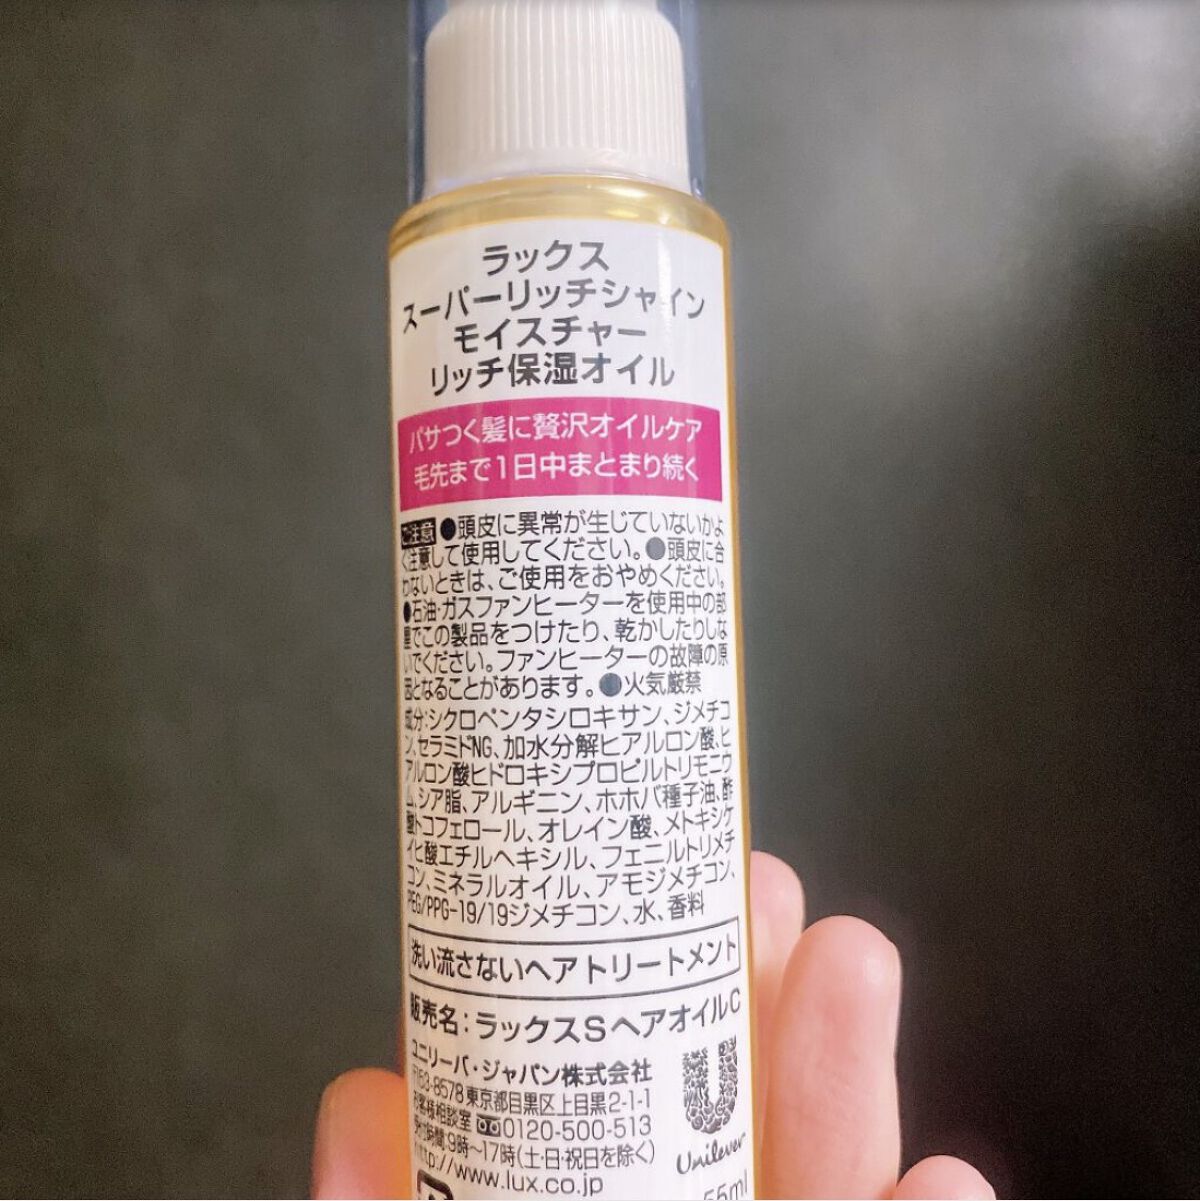 ラックス
スーパーリッチシャイン
モイスチャー
リッチ保湿オイル
パサつく髪に贅沢オイルケア
毛先まで1日中まとまり続く
ご注意 ●頭皮に異常が生じていないかよ
く注意して使用してください。●頭皮に合
わないときは、ご使用をおやめください。
●石油・ガスファンヒーターを使用中の部
屋でこの製品をつけたり、乾かしたりしな
いでください。ファンヒーターの故障の原
因となることがあります。●火気厳禁
成分:シクロペンタシロキサン、ジメチコ
ン、セラミドNG、加水分解ヒアルロン酸、ヒ
アルロン酸ヒドロキシプロピルトリモニウ
ム、シア脂、アルギニン、ホホバ種子油、酢
酸トコフェロール、オレイン酸、メトキシケ
イヒ酸エチルヘキシル、フェニルトリメチ
コン、ミネラルオイル、アモジメチコン、
PEG/PPG-19/19ジメチコン、水、香料
洗い流さないヘアトリートメント
販売名:ラックスSヘアオイルC
ユニリーバ・ジャパン株式会社
〒153-8578東京都目黒区上目黒2-1-1
お客様相談室 0120-500-513
受付時間:9時〜17時(土・日・祝日を除く)
http://www.lux.co.jp
Unilever
55ml